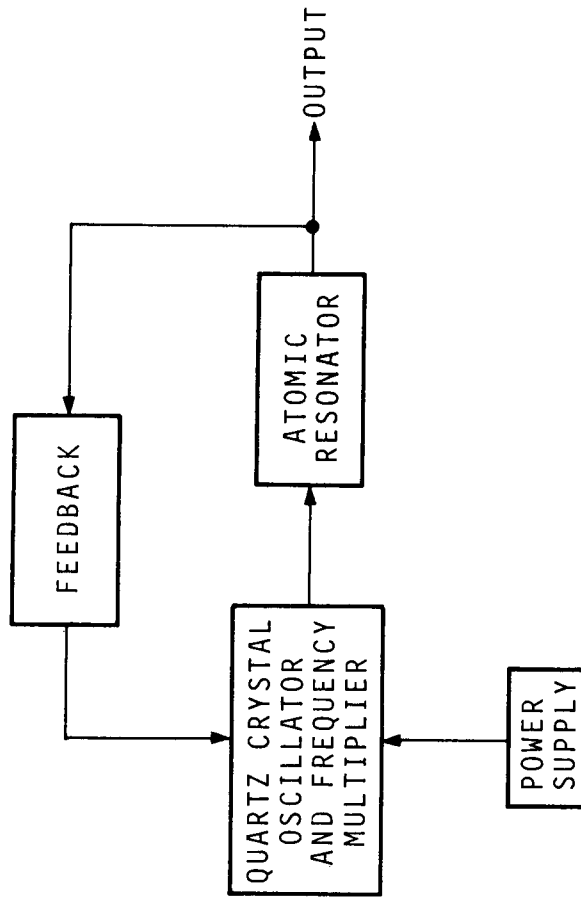 FEEDBACK
QUARTZ CRYSTAL
OSCILLATOR
AND FREQUENCY
MULTIPLIER
ATOMIC
RESONATOR
OUTPUT
POWER
SUPPLY